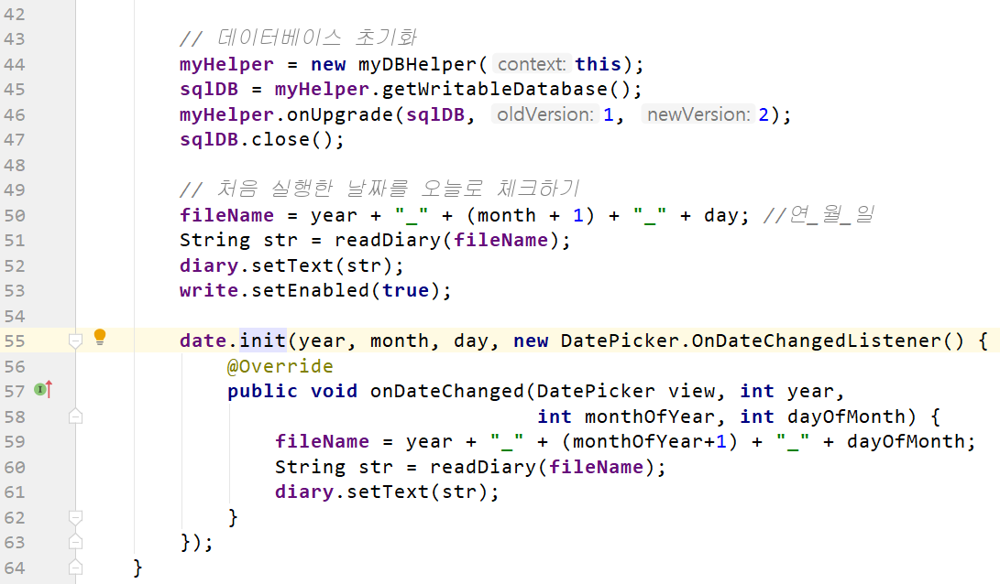 42
43 // 데이터베이스 초기화
44 myHelper = new myDBHelper( context: this);
45 sqlDB = myHelper.getWritableDatabase();
46 myHelper.onUpgrade(sqlDB, oldVersion: 1, newVersion: 2);
47 sqlDB.close();
48
49 // 처음 실행한 날짜를 오늘로 체크하기
50 fileName = year + "_" + (month + 1) + "_" + day; //연_월_일
51 String str = readDiary(fileName);
52 diary.setText(str);
53 write.setEnabled(true);
54
55 date.init(year, month, day, new DatePicker.OnDateChangedListener() {
56 @Override
57 public void onDateChanged(DatePicker view, int year,
58 int monthOfYear, int dayOfMonth) {
59 fileName = year + "_" + (monthOfYear+1) + "_" + dayOfMonth;
60 String str = readDiary(fileName);
61 diary.setText(str);
62 }
63 });
64 }